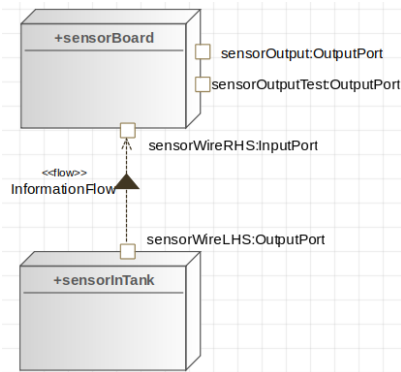 +sensorBoard
sensorOutput:OutputPort
sensorOutputTest:OutputPort
sensorWireRHS:InputPort
<<flow>>
InformationFlow
sensorWireLHS:OutputPort
+sensorInTank